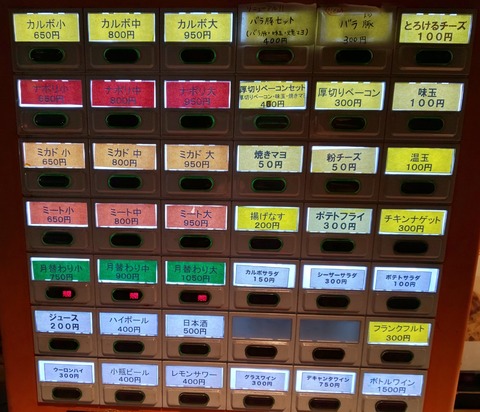 カルボ小
650円
カルボ中
800円
カルボ大
950円
バラ豚セット
400円
バラ豚
300円
とろけるチーズ
100円
ナポリ小
650円
ナポリ中
800円
ナポリ大
950円
厚切りベーコンセット
厚切りベーコン
300円
味玉
100円
ミカド 小
650円
ミカド 中
800円
ミカド 大
950円
焼きマヨ
50円
粉チーズ
50円
温玉
100円
ミート小
650円
ミート中
800円
ミート大
950円
揚げなす
200円
ポテトフライ
300円
チキンナゲット
300円
月替わり小
750円
月替わり中
900円
月替わり大
1050円
カルボサラダ
150円
シーザーサラダ
300円
ポテトサラダ
100円
ジュース
200円
ハイボール
400円
日本酒
500円
フランクフルト
300円
ウーロンハイ
300円
小瓶ビール
400円
レモンサワー
400円
グラスワイン
300円
デキャンタワイン
750円
ボトルワイン
1500円